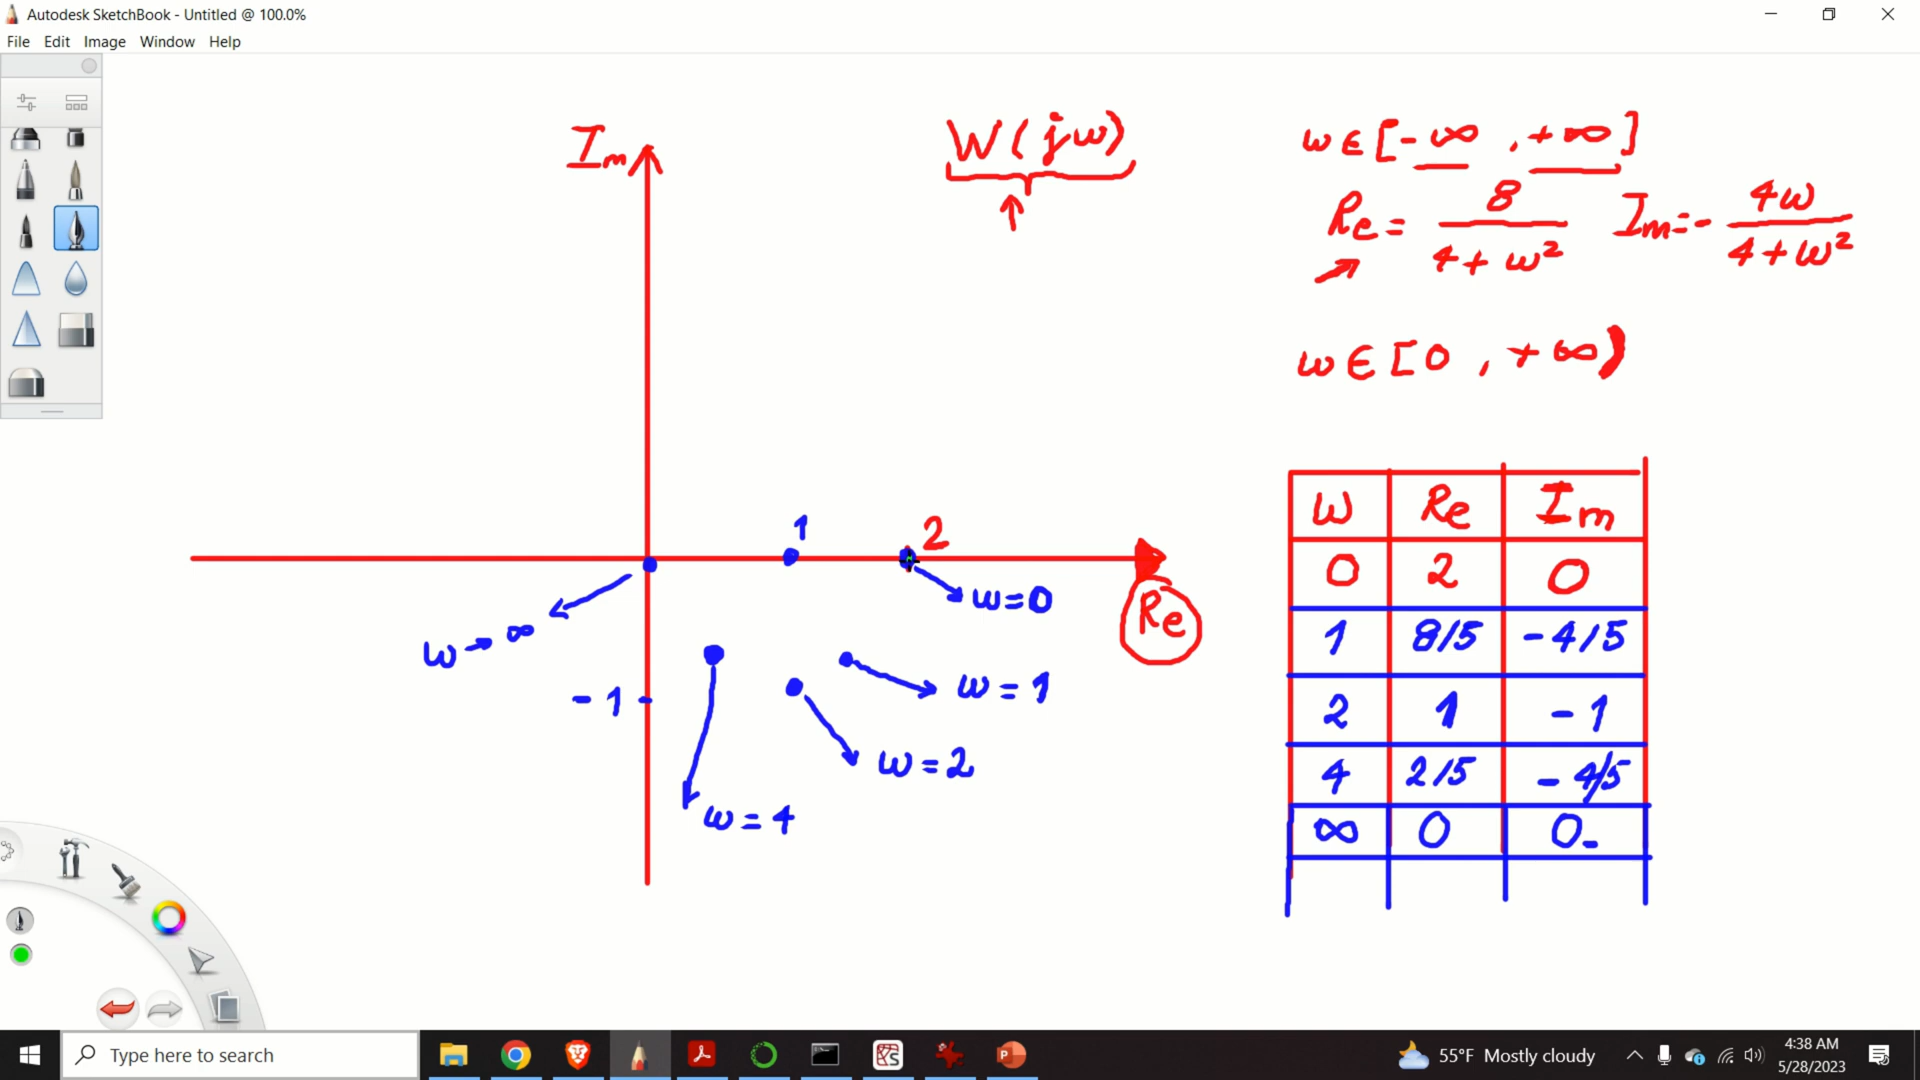 Autodesk SketchBook - Untitled @ 100.0%
File Edit Image Window Help
Im
W(jω)
ω∈[-∞ , +∞]
Re = 8 / 4+ω² Im = - 4ω / 4+ω²
ω∈[0 , +∞)
1
2
ω=0
Re
ω→∞
-1
ω=1
ω=2
ω=4
W Re Im
0 2 0
1 8/5 -4/5
2 1 -1
4 2/5 -4/5
∞ 0 0-
Type here to search
55°F Mostly cloudy
4:38 AM
5/28/2023